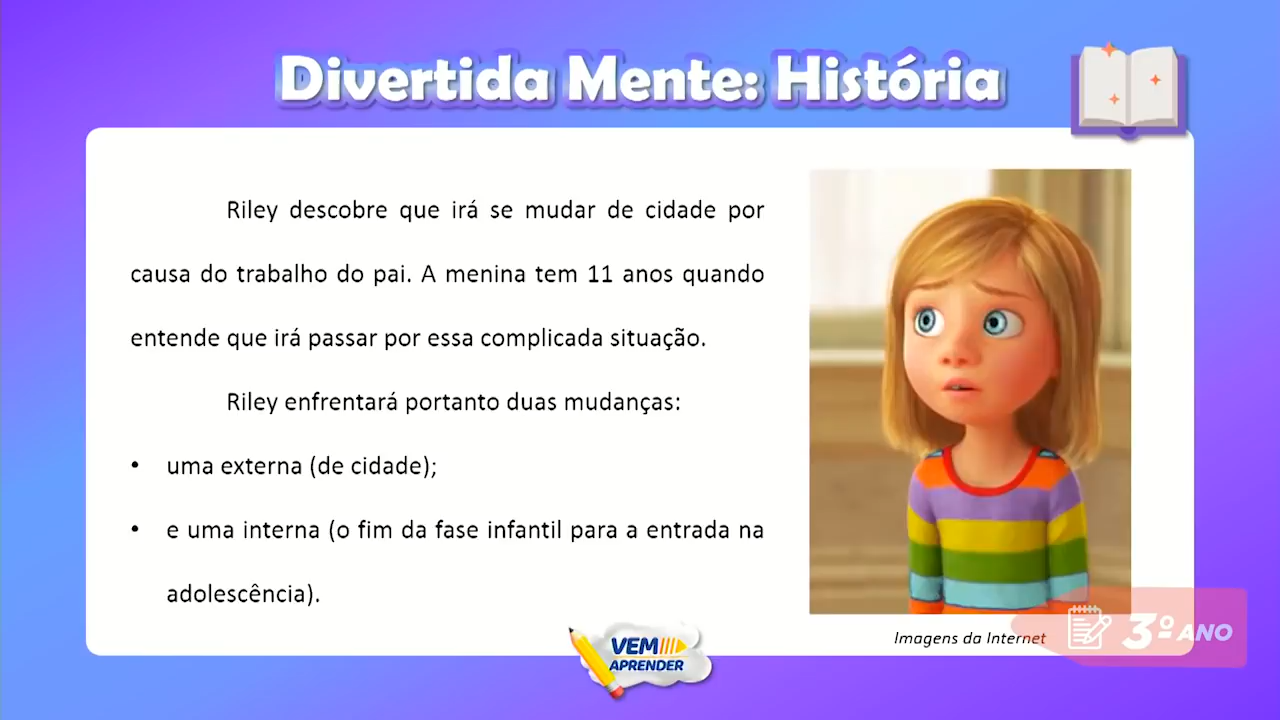 Divertida Mente: História
Riley descobre que irá se mudar de cidade por
causa do trabalho do pai. A menina tem 11 anos quando
entende que irá passar por essa complicada situação.
Riley enfrentará portanto duas mudanças:
• uma externa (de cidade);
• e uma interna (o fim da fase infantil para a entrada na
adolescência).
Imagens da Internet
3º ANO
VEM
APRENDER